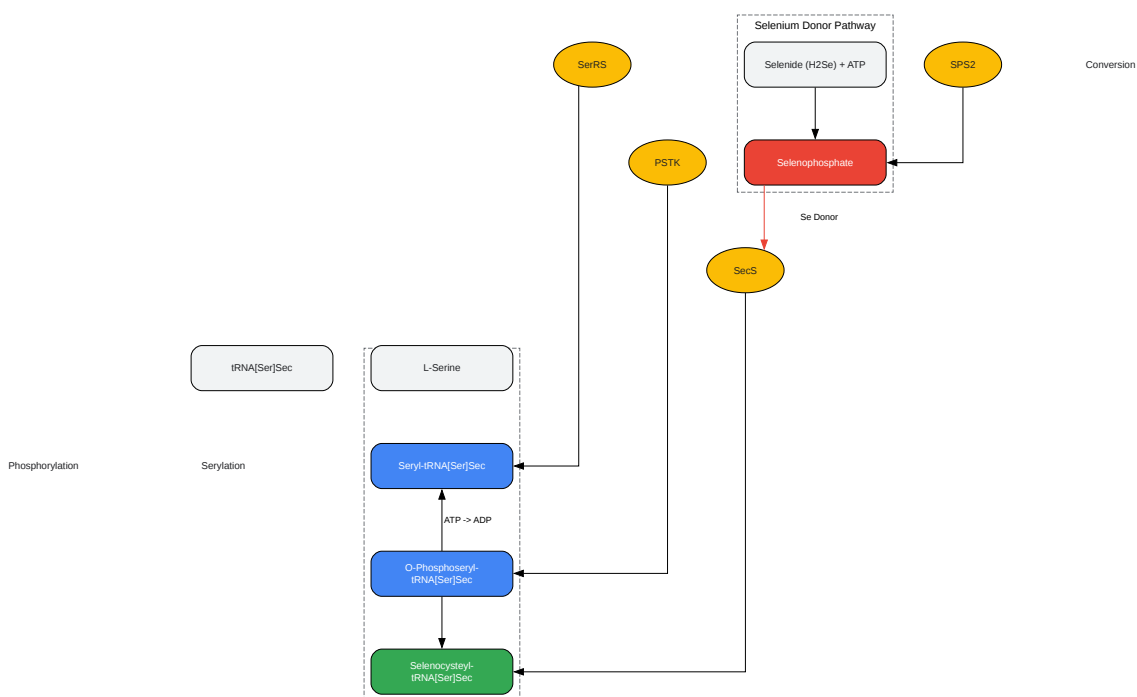 Selenium Donor Pathway
SerRS
Selenide (H2Se) + ATP
SPS2
Conversion
PSTK
Selenophosphate
Se Donor
SecS
tRNA[Ser]Sec
L-Serine
Phosphorylation
Serylation
Seryl-tRNA[Ser]Sec
ATP -> ADP
O-Phosphoseryl-
tRNA[Ser]Sec
Selenocysteyl-
tRNA[Ser]Sec